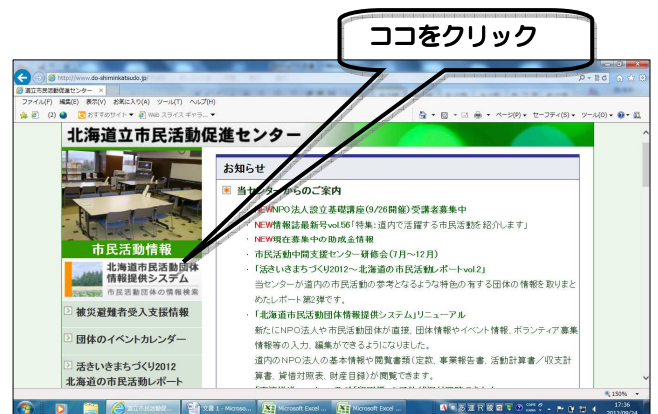 ココをクリック
http://www.do-shiminkatsudo.jp/
道立市民活動促進センター
ファイル(F) 編集(E) 表示(V) お気に入り(A) ツール(T) ヘルプ(H)
おすすめサイト Web スライス ギャラ... ページ(P) セーフティ(S) ツール(O)
北海道立市民活動促進センター
市民活動情報
北海道市民活動団体
情報提供システム
市民活動団体の情報検索
被災避難者受入支援情報
団体のイベントカレンダー
活きいきまちづくり2012
北海道の市民活動レポート
お知らせ
当センターからのご案内
・NEWNPO法人設立基礎講座(9/26開催)受講者募集中
・NEW情報誌最新号vol.56「特集:道内で活躍する市民活動を紹介します」
・NEW現在募集中の助成金情報
・市民活動中間支援センター研修会(7月~12月)
・「活きいきまちづくり2012~北海道の市民活動レポートvol.2」
当センターが道内の市民活動の参考となるような特色の有する団体の情報を取りまと
めたレポート第2弾です。
・「北海道市民活動団体情報提供システム」リニューアル
新たにNPO法人や市民活動団体が直接、団体情報やイベント情報、ボランティア募集
情報等の入力、編集ができるようになりました。
道内のNPO法人の基本情報や閲覧書類(定款、事業報告書、活動計算書/収支計
算書、貸借対照表、財産目録)が閲覧できます。
150%
道立市民活動促...
文書 1 - Microso...
Microsoft Excel ...
Microsoft Excel ...
17:36
2013/09/24